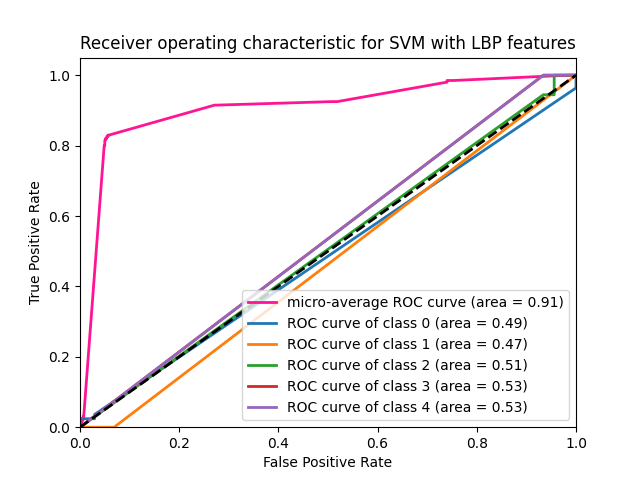 Receiver operating characteristic for SVM with LBP features
True Positive Rate
1.0
0.8
0.6
0.4
0.2
0.0
micro-average ROC curve (area = 0.91)
ROC curve of class 0 (area = 0.49)
ROC curve of class 1 (area = 0.47)
ROC curve of class 2 (area = 0.51)
ROC curve of class 3 (area = 0.53)
ROC curve of class 4 (area = 0.53)
0.0 0.2 0.4 0.6 0.8 1.0
False Positive Rate